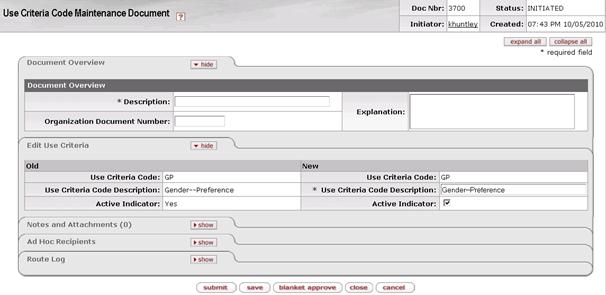 Use Criteria Code Maintenance Document ?
Doc Nbr: 3700 Status: INITIATED
Initiator: khuntley Created: 07:43 PM 10/05/2010
expand all collapse all
* required field
Document Overview hide
Document Overview
* Description: Explanation:
Organization Document Number:
Edit Use Criteria hide
Old New
Use Criteria Code: GP Use Criteria Code: GP
Use Criteria Code Description: Gender--Preference * Use Criteria Code Description: Gender--Preference
Active Indicator: Yes Active Indicator:
Notes and Attachments (0) show
Ad Hoc Recipients show
Route Log show
submit save blanket approve close cancel